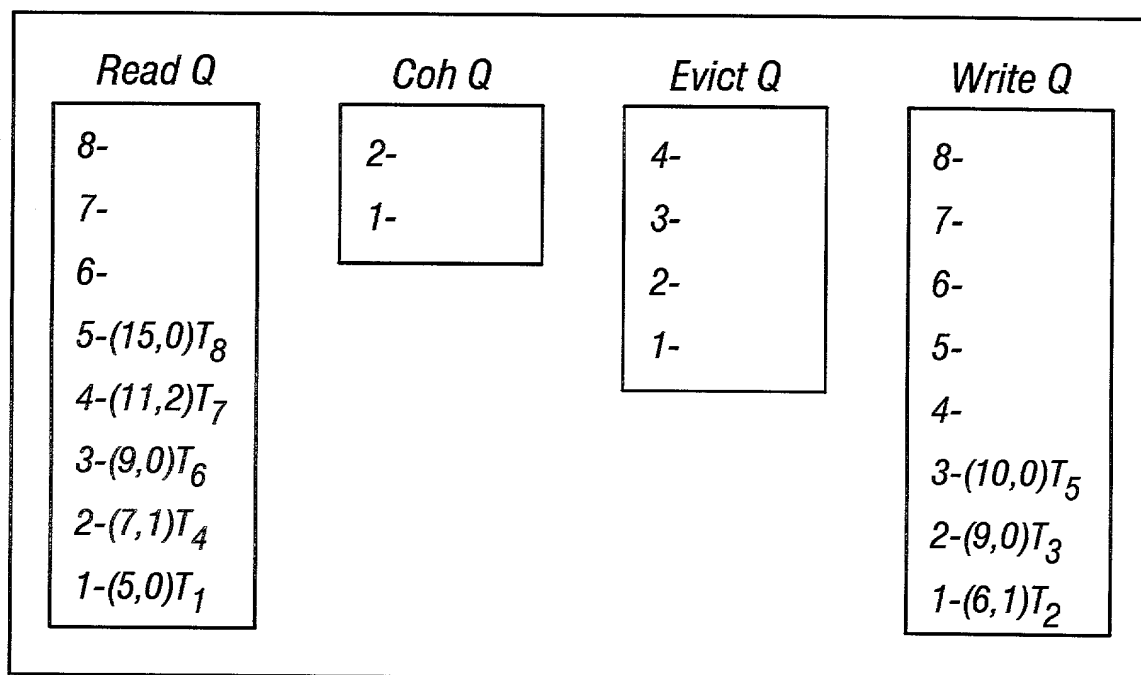 Read Q
8-
7-
6-
5-(15,0)T8
4-(11,2)T7
3-(9,0)T6
2-(7,1)T4
1-(5,0)T1
Coh Q
2-
1-
Evict Q
4-
3-
2-
1-
Write Q
8-
7-
6-
5-
4-
3-(10,0)T5
2-(9,0)T3
1-(6,1)T2